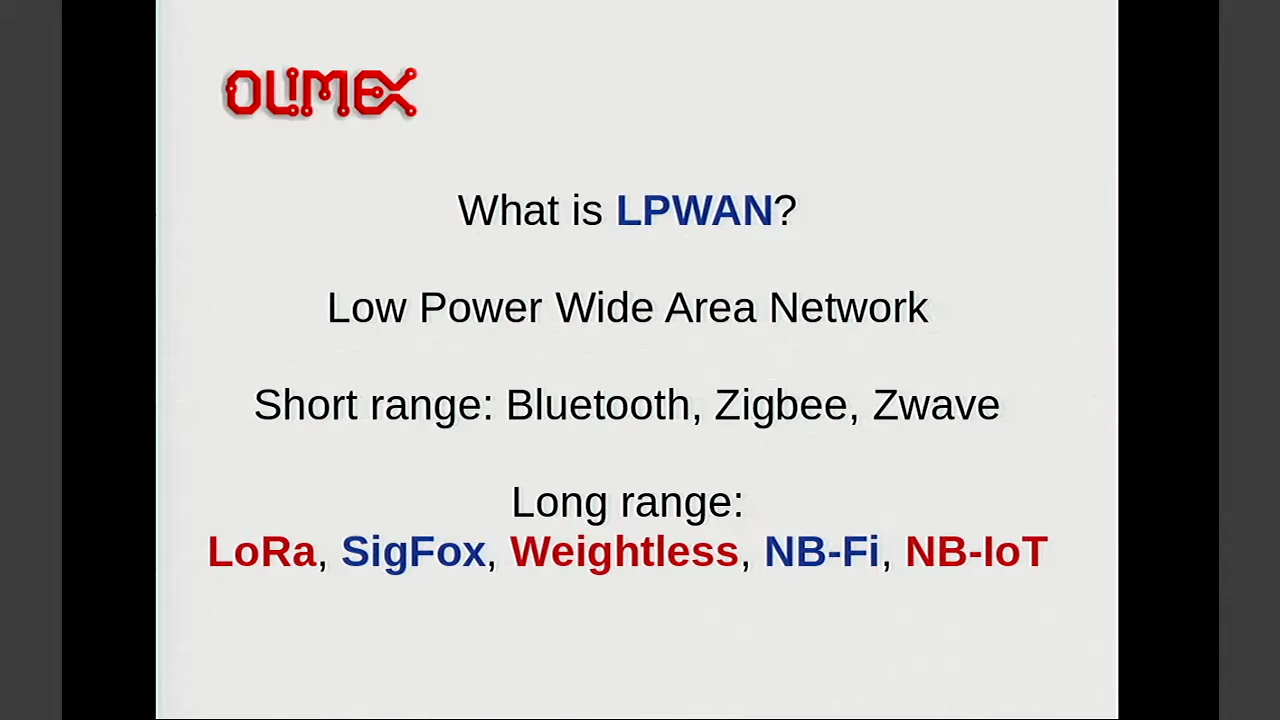 OLIMEX
What is LPWAN?
Low Power Wide Area Network
Short range: Bluetooth, Zigbee, Zwave
Long range:
LoRa, SigFox, Weightless, NB-Fi, NB-IoT